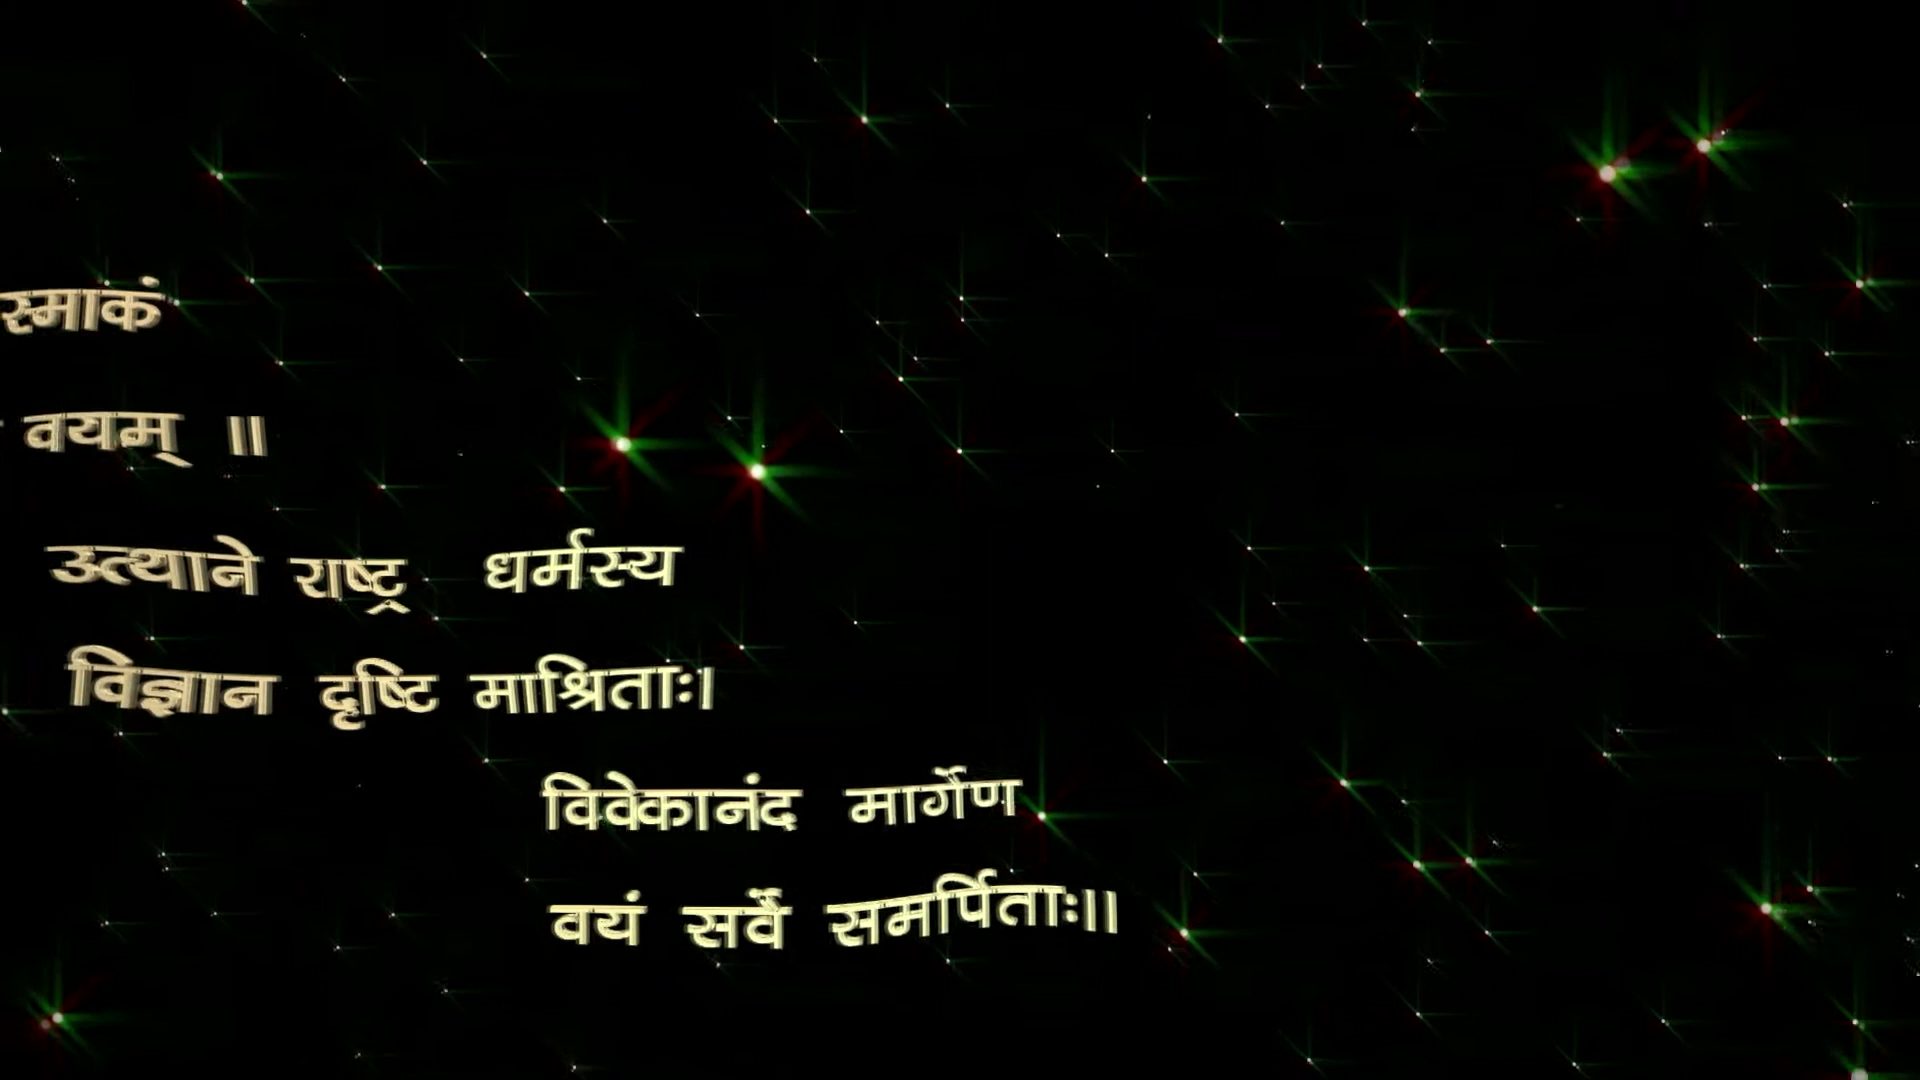 स्माकं
वयम् ॥
उत्थाने राष्ट्र धर्मस्य
विज्ञान दृष्टि माश्रिताः।
विवेकानंद मार्गेण
वयं सर्वे समर्पिताः।।